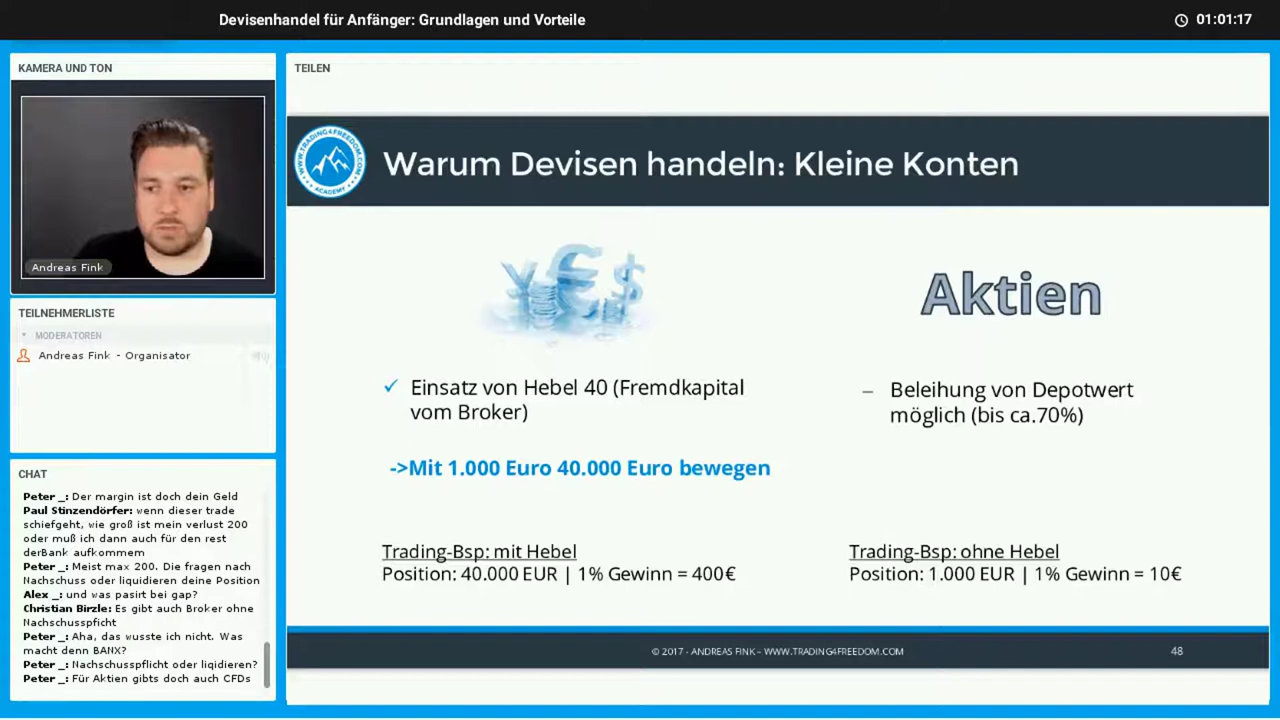 Devisenhandel für Anfänger: Grundlagen und Vorteile
01:01:17
KAMERA UND TON
Andreas Fink
TEILNEHMERLISTE
MODERATOREN
Andreas Fink - Organisator
CHAT
Peter _: Der margin ist doch dein Geld
Paul Stinzendörfer: wenn dieser trade
schiefgeht, wie groß ist mein verlust 200
oder muß ich dann auch für den rest
derBank aufkommem
Peter _: Meist max 200. Die fragen nach
Nachschuss oder liquidieren deine Position
Alex _: und was pasirt bei gap?
Christian Birzle: Es gibt auch Broker ohne
Nachschusspficht
Peter _: Aha, das wusste ich nicht. Was
macht denn BANX?
Peter _: Nachschusspflicht oder liqidieren?
Peter _: Für Aktien gibts doch auch CFDs
TEILEN
WWW.TRADING4FREEDOM.COM
ACADEMY
Warum Devisen handeln: Kleine Konten
¥€$
Aktien
✓ Einsatz von Hebel 40 (Fremdkapital
vom Broker)
->Mit 1.000 Euro 40.000 Euro bewegen
– Beleihung von Depotwert
möglich (bis ca.70%)
Trading-Bsp: mit Hebel
Position: 40.000 EUR | 1% Gewinn = 400€
Trading-Bsp: ohne Hebel
Position: 1.000 EUR | 1% Gewinn = 10€
© 2017 - ANDREAS FINK – WWW.TRADING4FREEDOM.COM
48